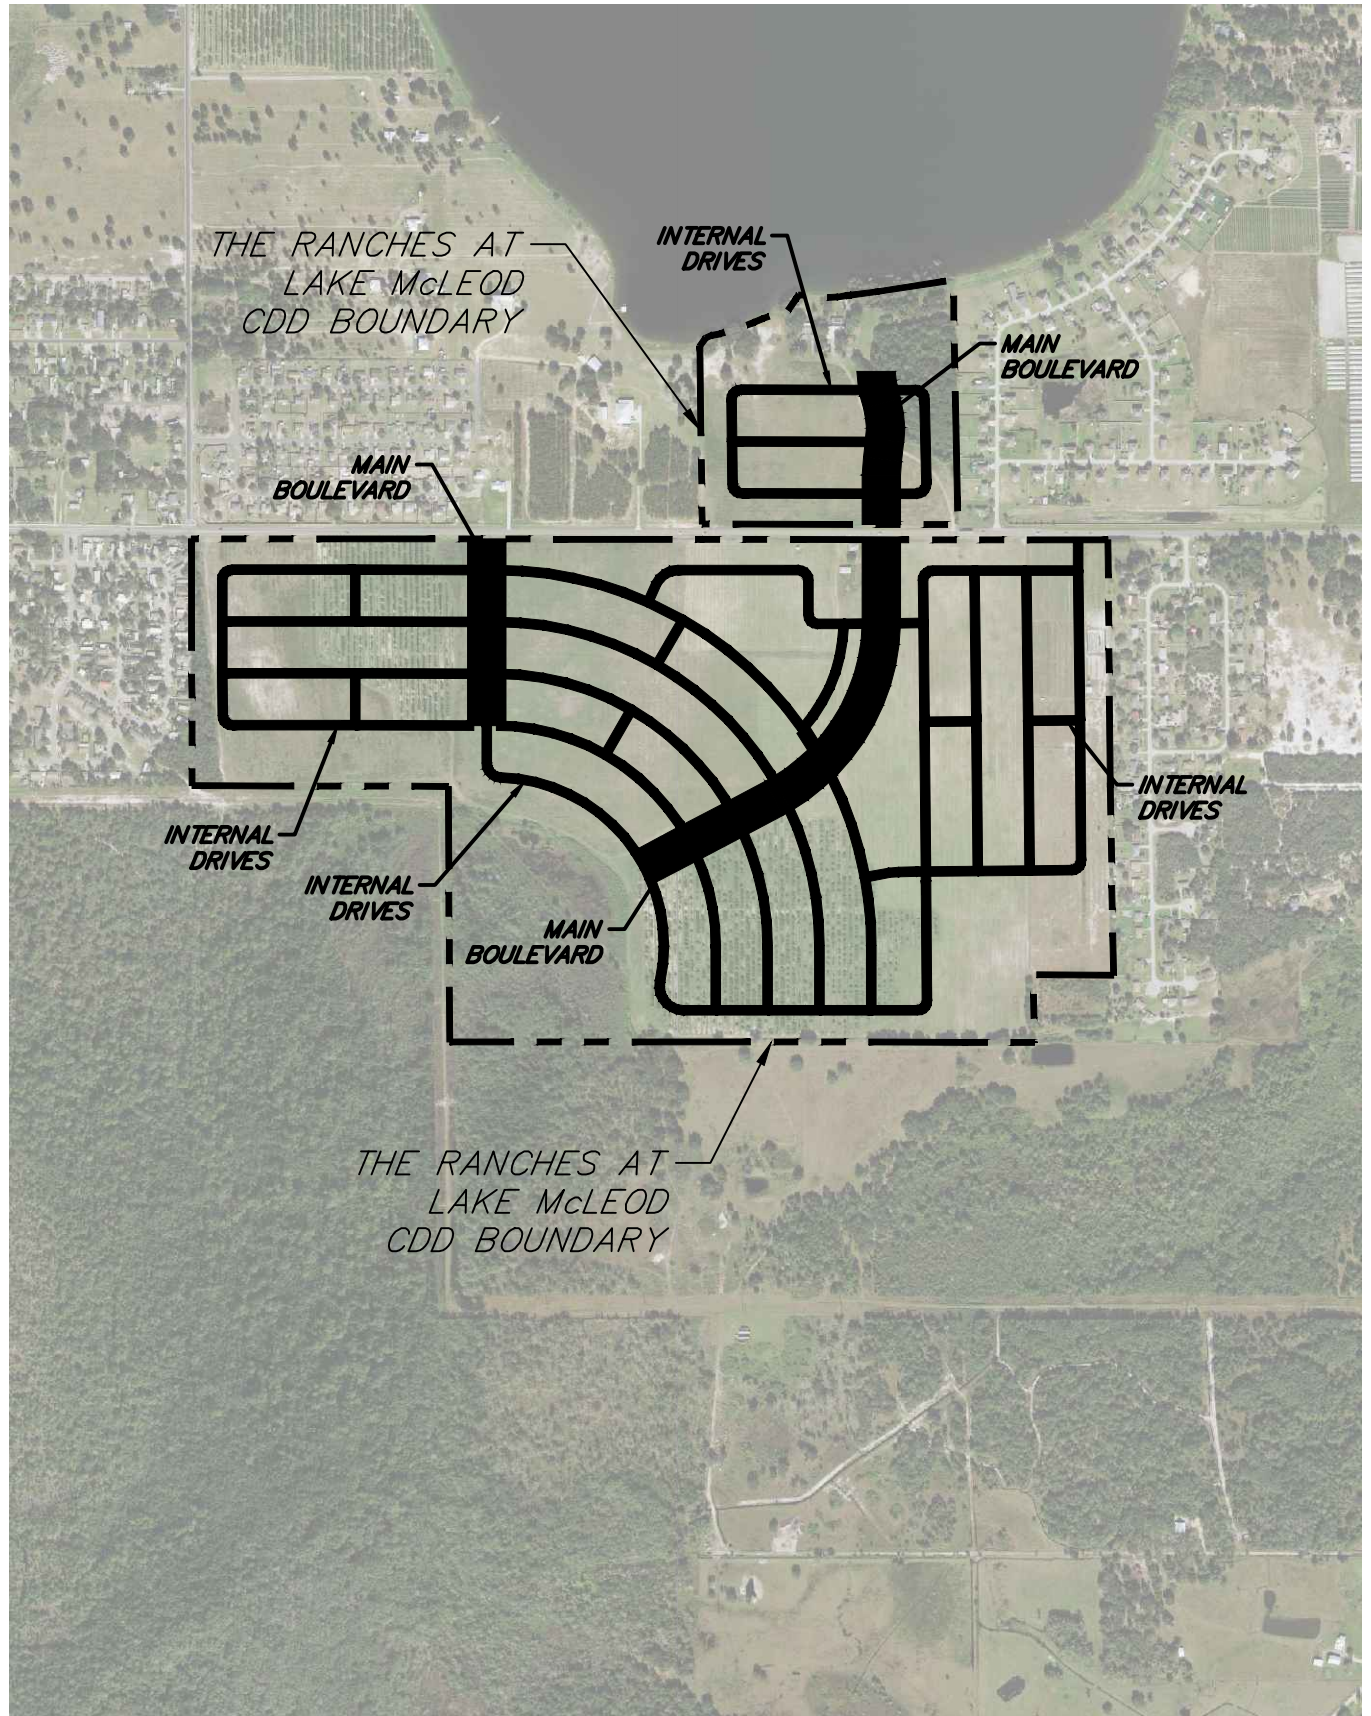 THE RANCHES AT
LAKE McLEOD
CDD BOUNDARY
INTERNAL
DRIVES
MAIN
BOULEVARD
MAIN
BOULEVARD
INTERNAL
DRIVES
INTERNAL
DRIVES
INTERNAL
DRIVES
MAIN
BOULEVARD
THE RANCHES AT
LAKE McLEOD
CDD BOUNDARY